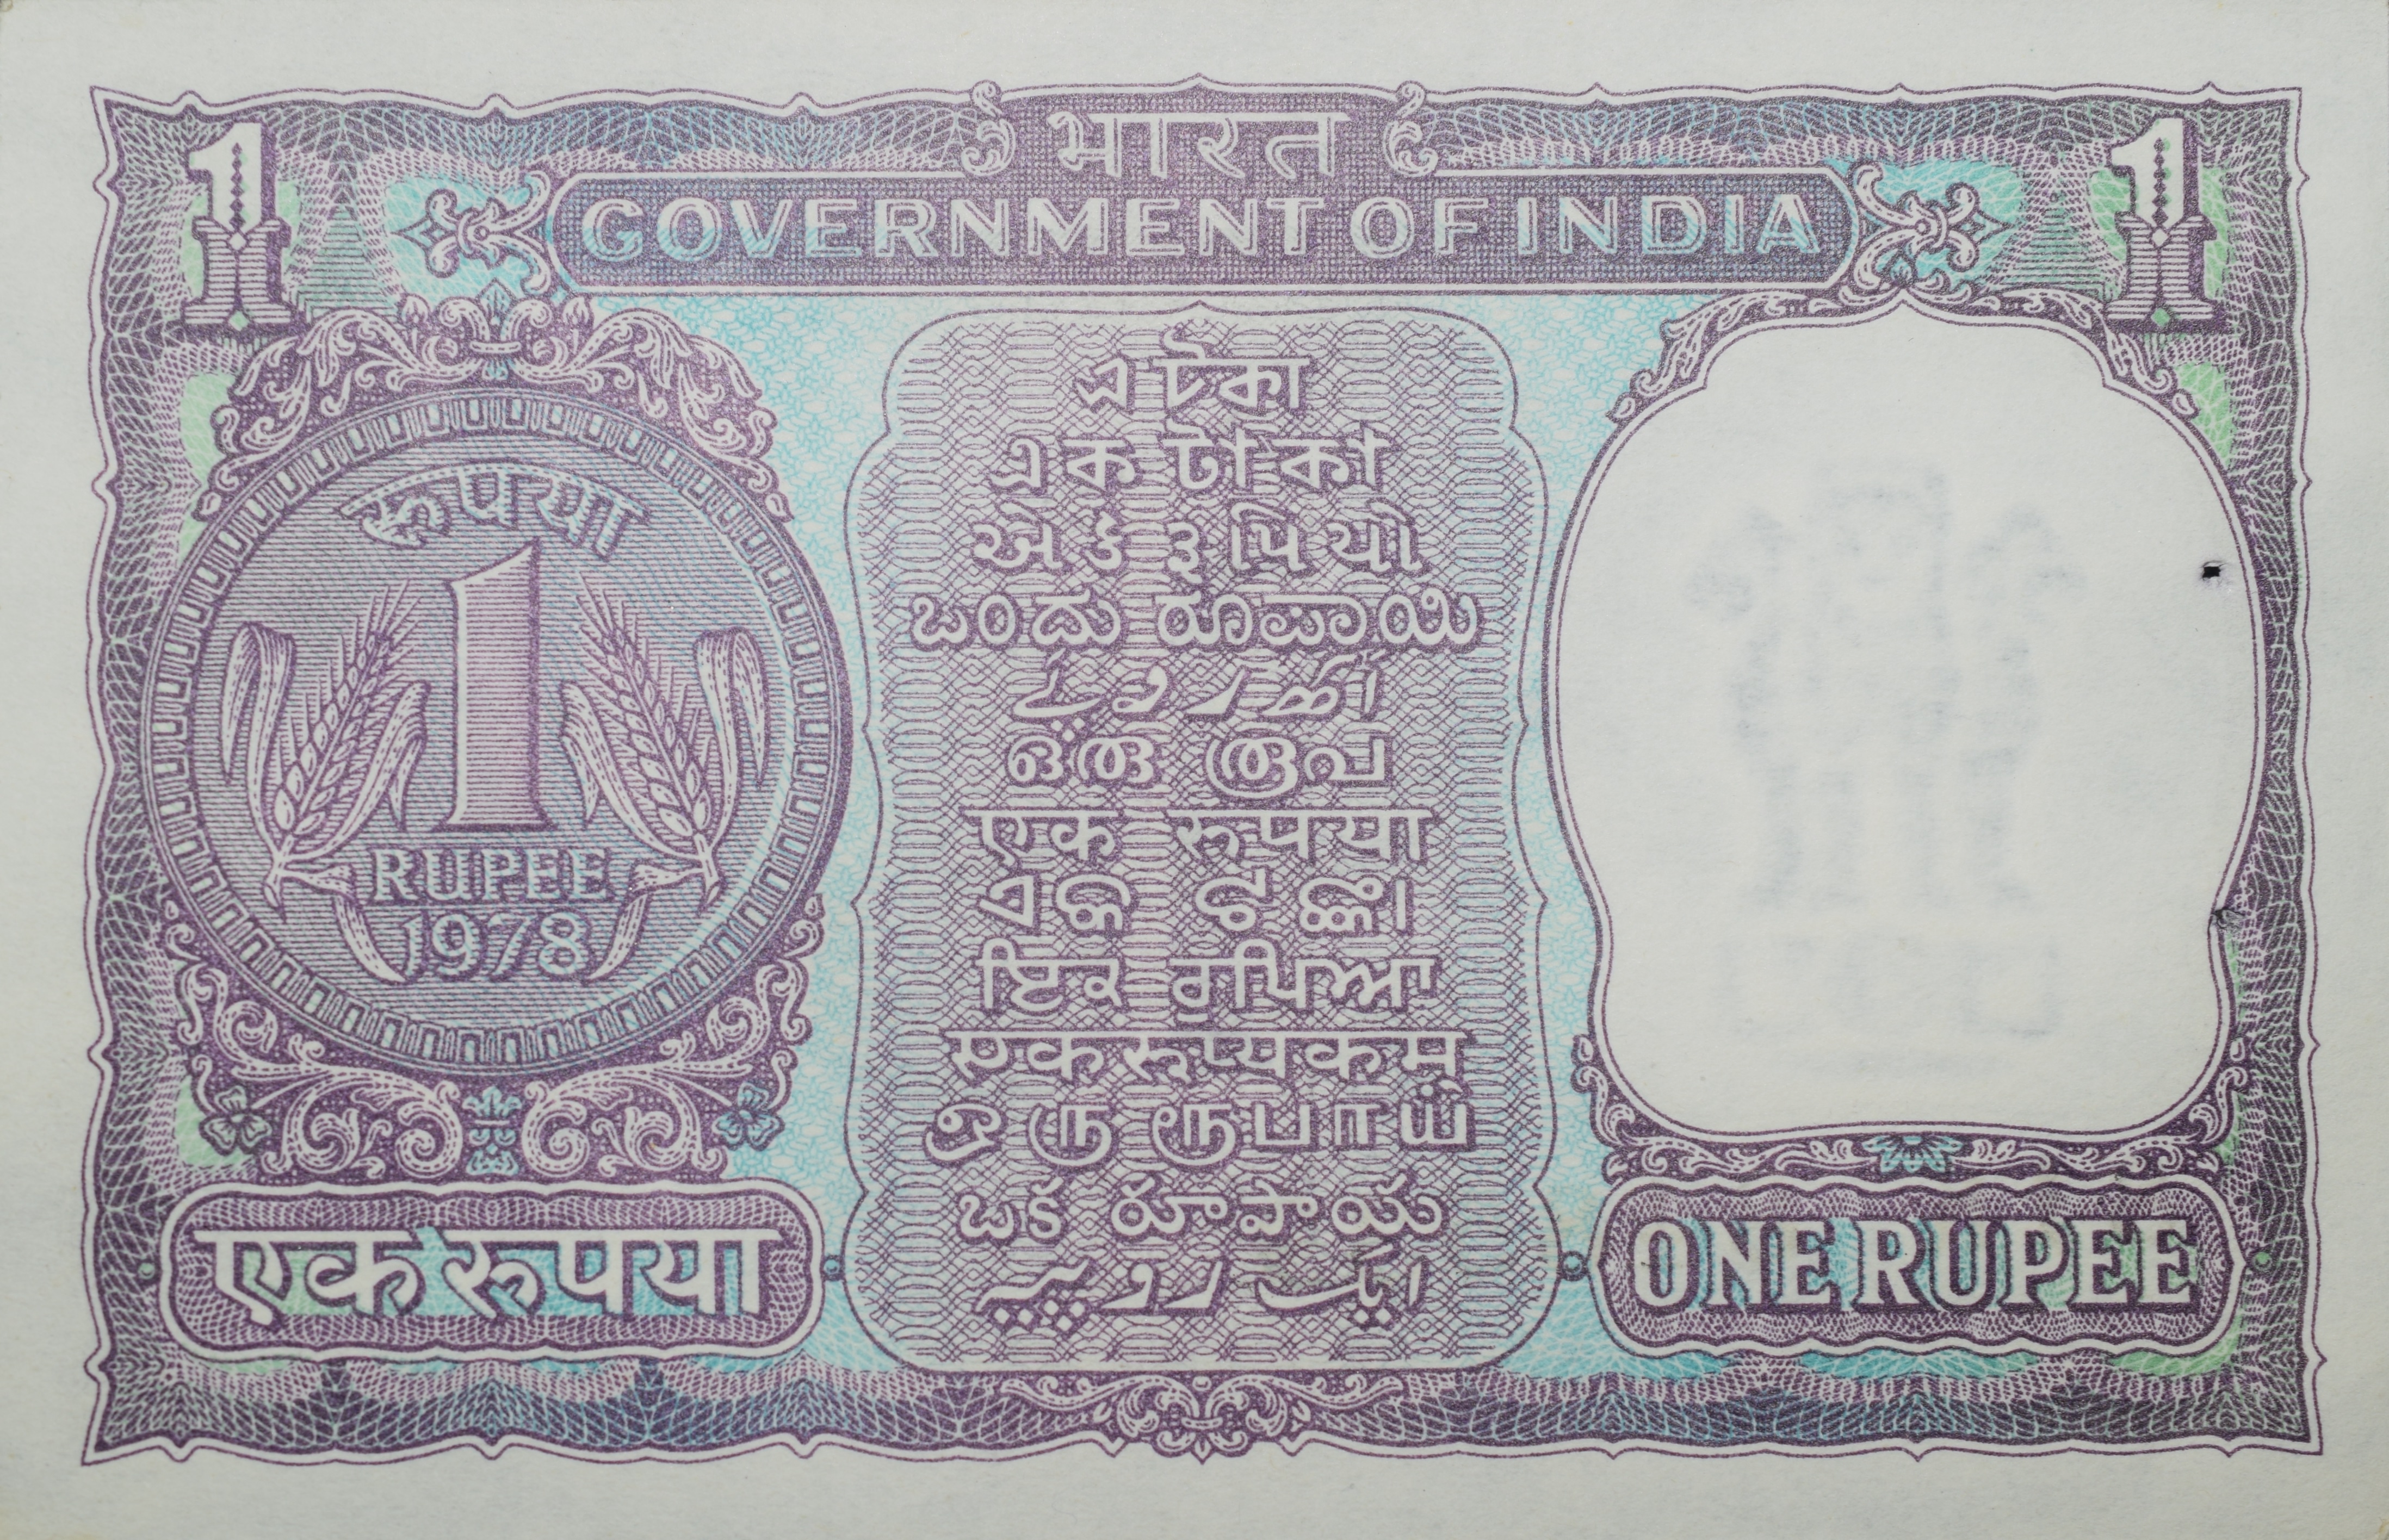 1
भारत
1
GOVERNMENT OF INDIA
रूपया
1
RUPEE
1978
এ টকা
এক টাকা
એક રૂપિયો
ಒಂದು ರೂಪಾಯಿ
ഒരു രൂപ
एक रुपया
ଏକ ଟଙ୍କା
ਇਕ ਰੁਪਿਆ
एकरूप्यकम्
ஒரு ரூபாய்
ఒక రూపాయి
ایک روپیہ
एक रुपया
ONE RUPEE